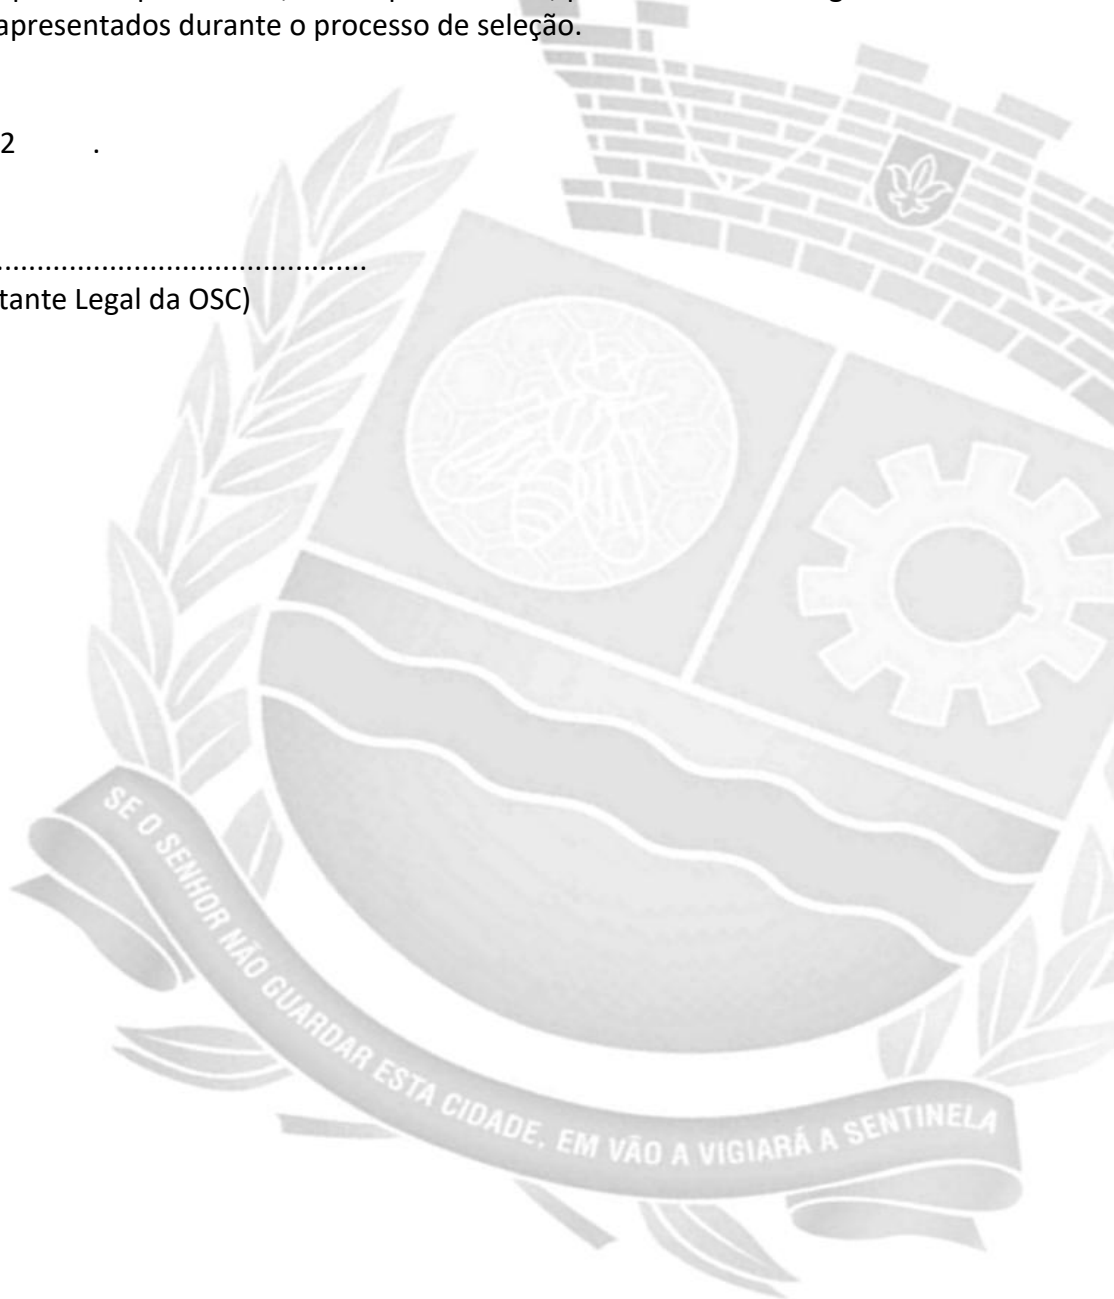 apresentados durante o processo de seleção.
2 .
................................................
tante Legal da OSC)
SE O SENHOR NÃO GUARDAR ESTA CIDADE, EM VÃO A VIGIARÁ A SENTINELA